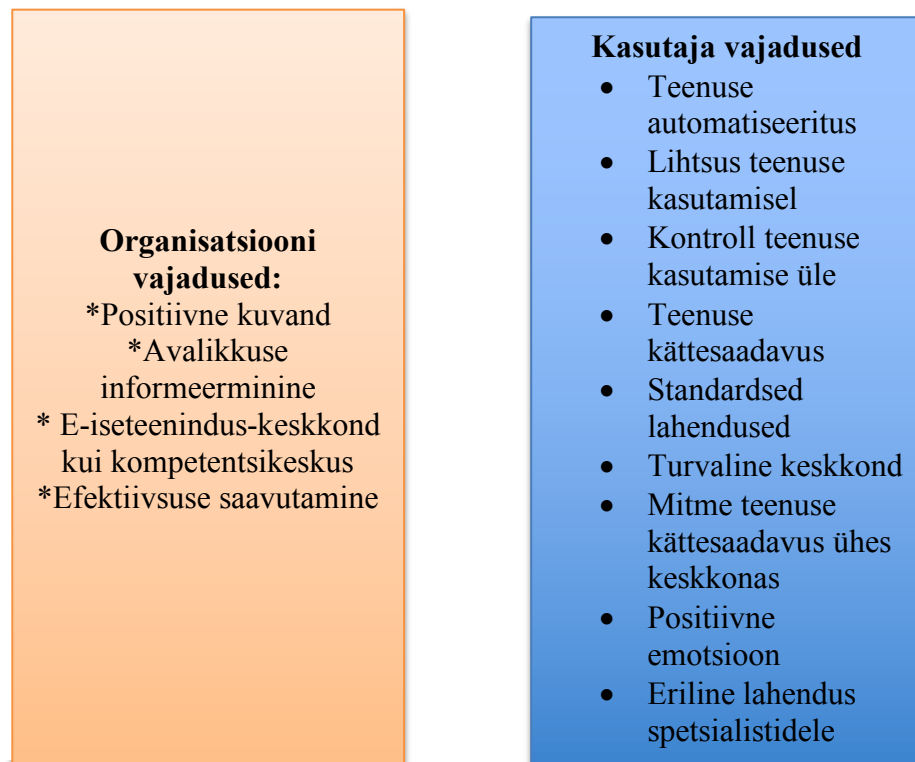 Organisatsiooni
vajadused:
*Positiivne kuvand
*Avalikkuse
informeerminine
* E-iseteenindus-keskkond
kui kompetentsikeskus
*Efektiivsuse saavutamine
Kasutaja vajadused
• Teenuse
automatiseeritus
• Lihtsus teenuse
kasutamisel
• Kontroll teenuse
kasutamise üle
• Teenuse
kättesaadavus
• Standardsed
lahendused
• Turvaline keskkond
• Mitme teenuse
kättesaadavus ühes
keskkonas
• Positiivne
emotsioon
• Eriline lahendus
spetsialistidele